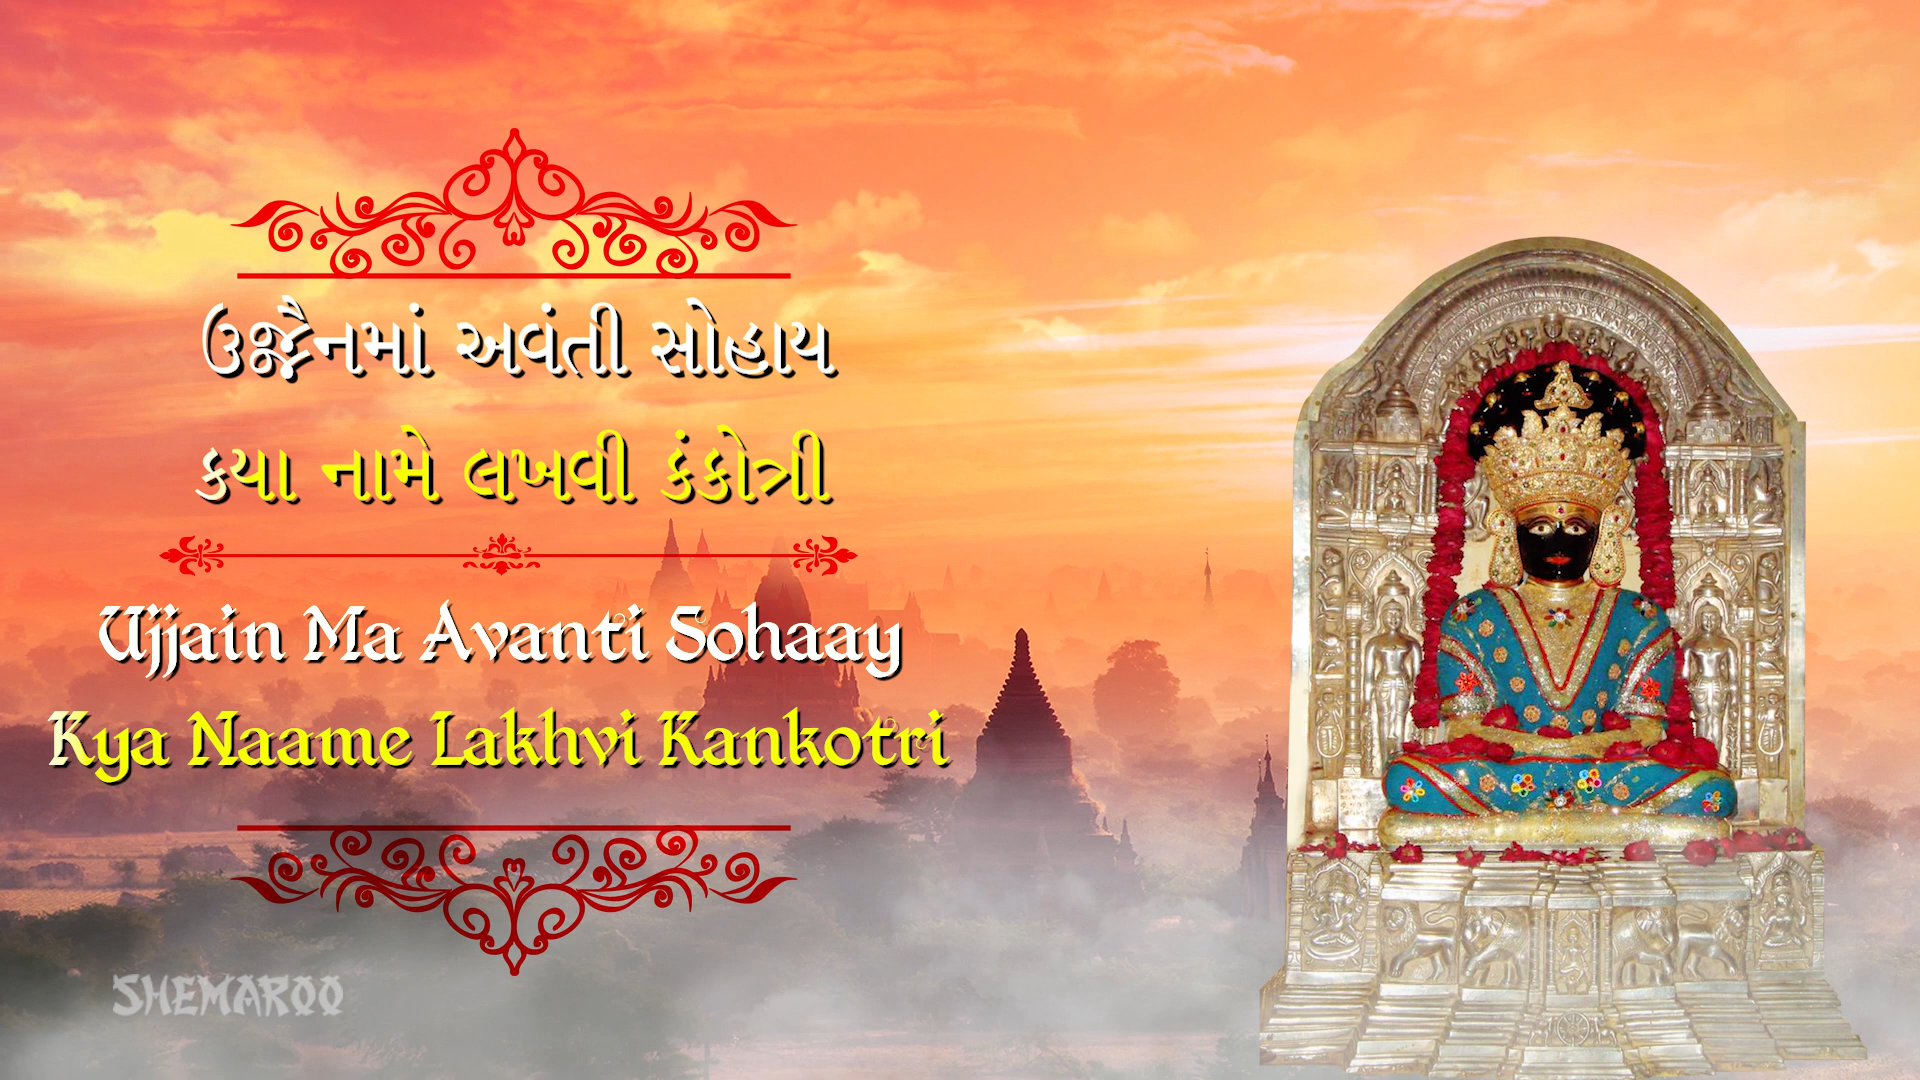 ઉજ્જૈનમાં અવંતી સોહાય
કયા નામે લખવી કંકોત્રી
Ujjain Ma Avanti Sohaay
Kya Naame Lakhvi Kankotri
SHEMAROO